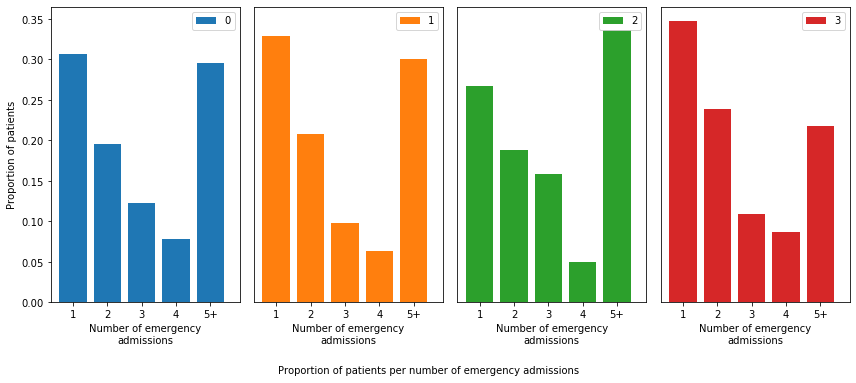 0
1
2
3
Proportion of patients
0.35
0.30
0.25
0.20
0.15
0.10
0.05
0.00
1 2 3 4 5+
1 2 3 4 5+
1 2 3 4 5+
1 2 3 4 5+
Number of emergency
admissions
Number of emergency
admissions
Number of emergency
admissions
Number of emergency
admissions
Proportion of patients per number of emergency admissions